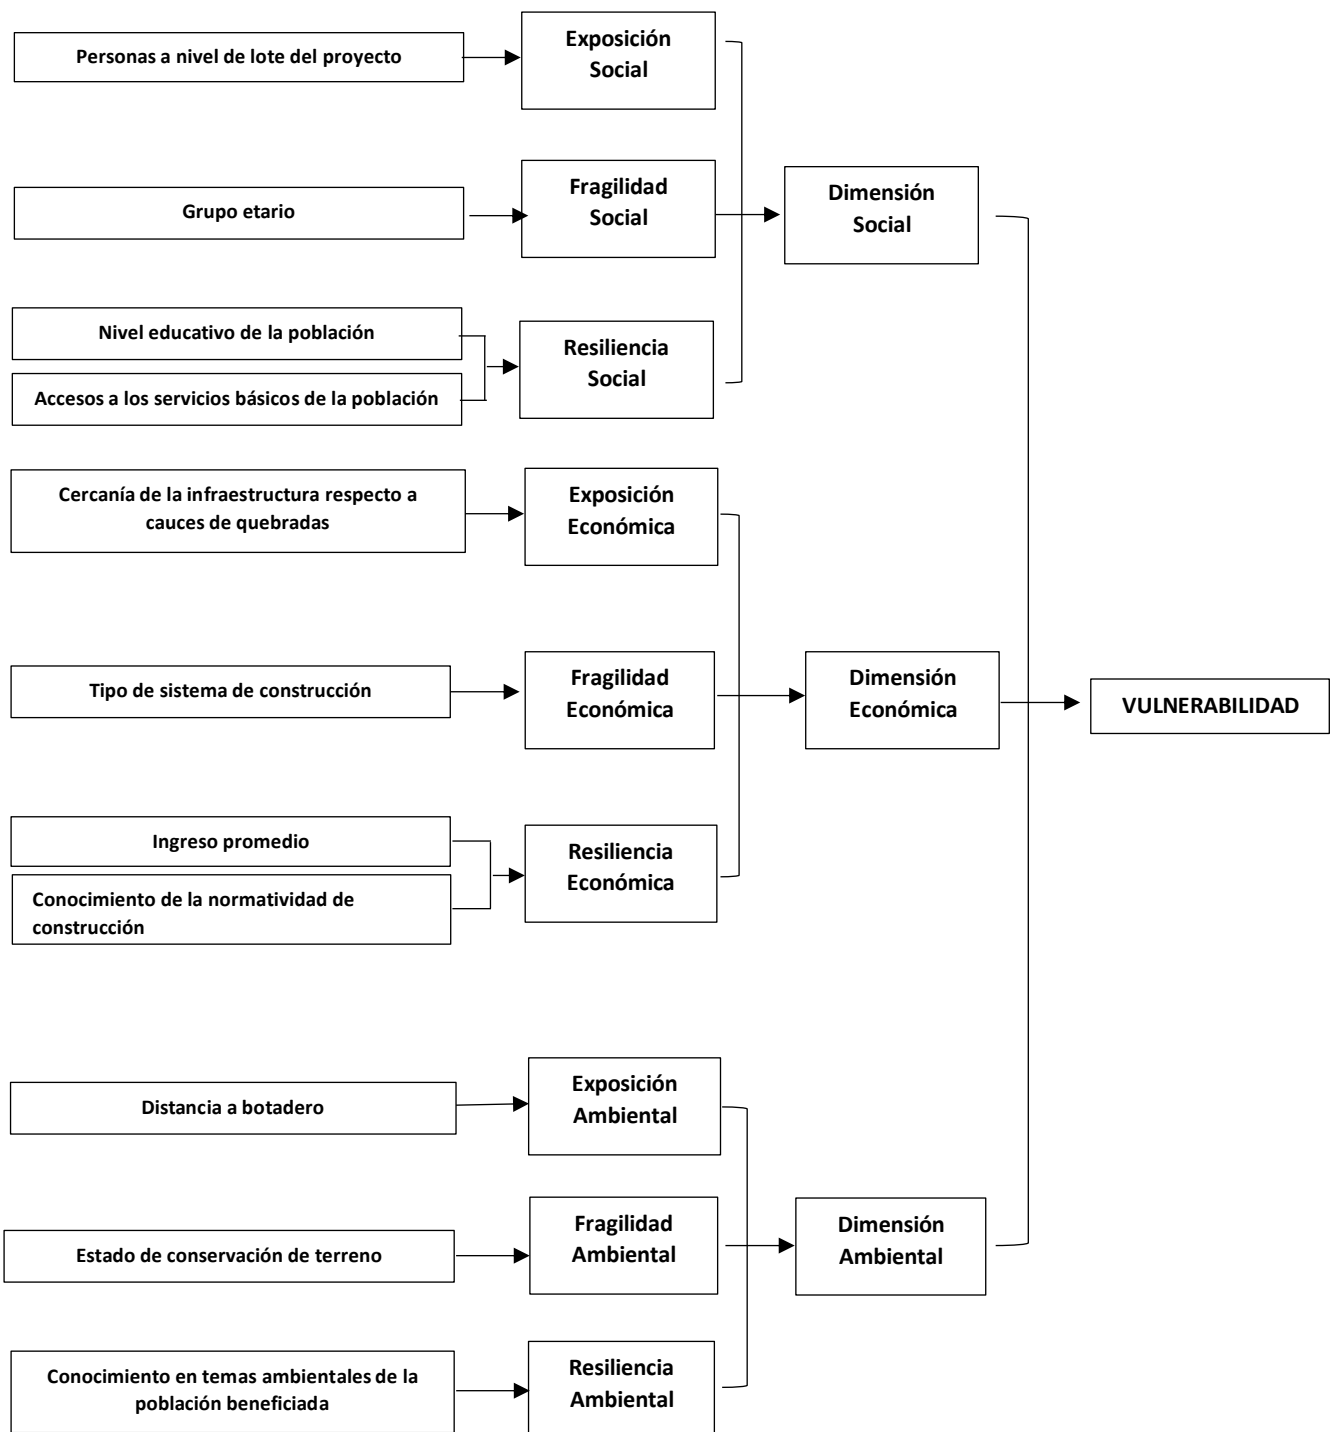 Personas a nivel de lote del proyecto
Exposición
Social
Grupo etario
Fragilidad
Social
Dimensión
Social
Nivel educativo de la población
Accesos a los servicios básicos de la población
Resiliencia
Social
Cercanía de la infraestructura respecto a
cauces de quebradas
Exposición
Económica
Tipo de sistema de construcción
Fragilidad
Económica
Dimensión
Económica
VULNERABILIDAD
Ingreso promedio
Conocimiento de la normatividad de
construcción
Resiliencia
Económica
Distancia a botadero
Exposición
Ambiental
Estado de conservación de terreno
Fragilidad
Ambiental
Dimensión
Ambiental
Conocimiento en temas ambientales de la
población beneficiada
Resiliencia
Ambiental